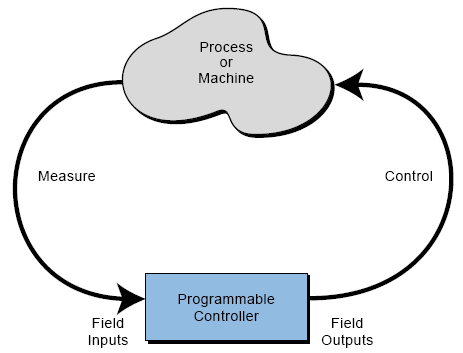 Process
or
Machine
Measure
Control
Programmable
Controller
Field
Inputs
Field
Outputs